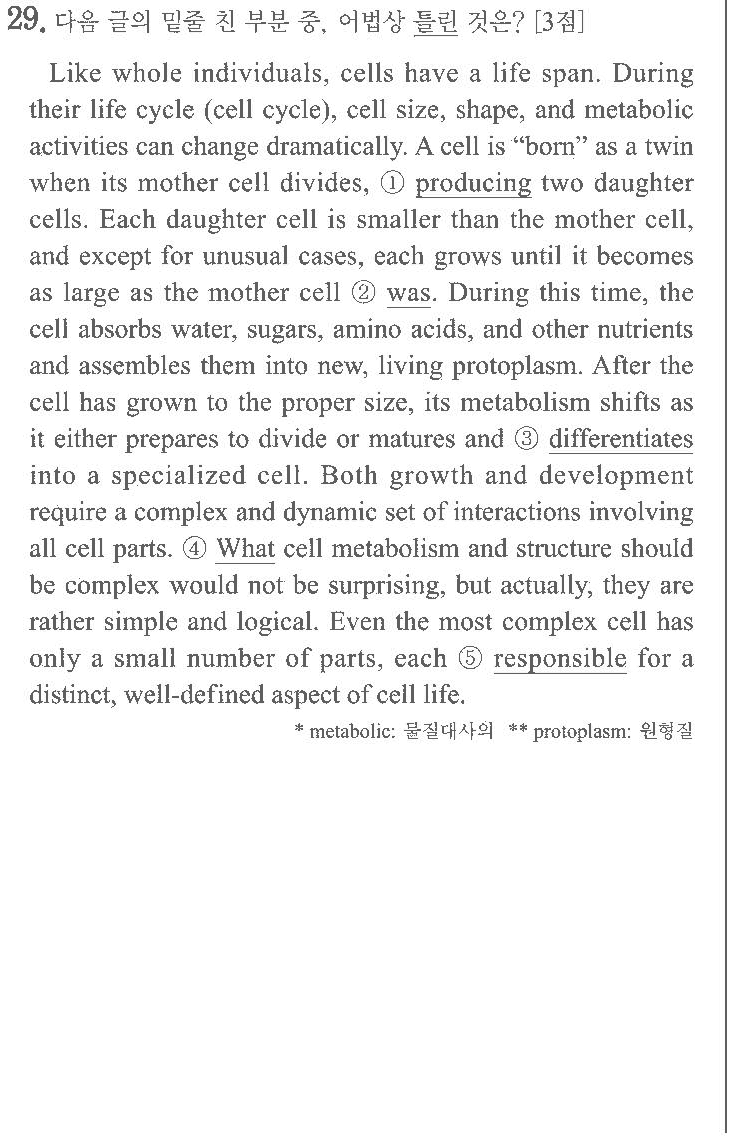 29. 다음 글의 밑줄 친 부분 중, 어법상 틀린 것은? [3점]
Like whole individuals, cells have a life span. During
their life cycle (cell cycle), cell size, shape, and metabolic
activities can change dramatically. A cell is “born” as a twin
when its mother cell divides, ① producing two daughter
cells. Each daughter cell is smaller than the mother cell,
and except for unusual cases, each grows until it becomes
as large as the mother cell ② was. During this time, the
cell absorbs water, sugars, amino acids, and other nutrients
and assembles them into new, living protoplasm. After the
cell has grown to the proper size, its metabolism shifts as
it either prepares to divide or matures and ③ differentiates
into a specialized cell. Both growth and development
require a complex and dynamic set of interactions involving
all cell parts. ④ What cell metabolism and structure should
be complex would not be surprising, but actually, they are
rather simple and logical. Even the most complex cell has
only a small number of parts, each ⑤ responsible for a
distinct, well-defined aspect of cell life.
* metabolic: 물질대사의 ** protoplasm: 원형질